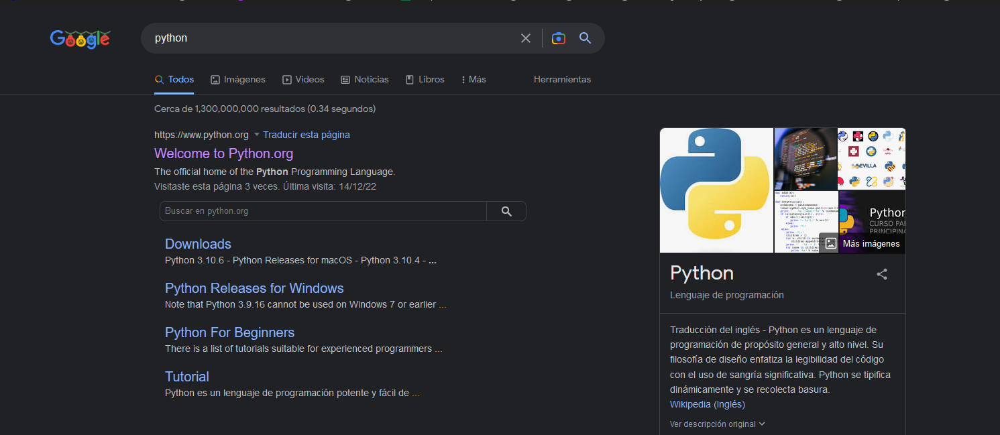 Google
python
Todos
Imágenes
Videos
Noticias
Libros
Más
Herramientas
Cerca de 1,300,000,000 resultados (0.34 segundos)
https://www.python.org
Traducir esta página
Welcome to Python.org
The official home of the Python Programming Language.
Visitaste esta página 3 veces. Última visita: 14/12/22
Buscar en python.org
Downloads
Python 3.10.6 - Python Releases for macOS - Python 3.10.4 - ...
Python Releases for Windows
Note that Python 3.9.16 cannot be used on Windows 7 or earlier ...
Python For Beginners
There is a list of tutorials suitable for experienced programmers ...
Tutorial
Python es un lenguaje de programación potente y fácil de ...
SEVILLA
Python
CURSO PA
PRINCIPINA
Más imágenes
Python
Lenguaje de programación
Traducción del inglés - Python es un lenguaje de
programación de propósito general y alto nivel. Su
filosofía de diseño enfatiza la legibilidad del código
con el uso de sangría significativa. Python se tipifica
dinámicamente y se recolecta basura.
Wikipedia (Inglés)
Ver descripción original